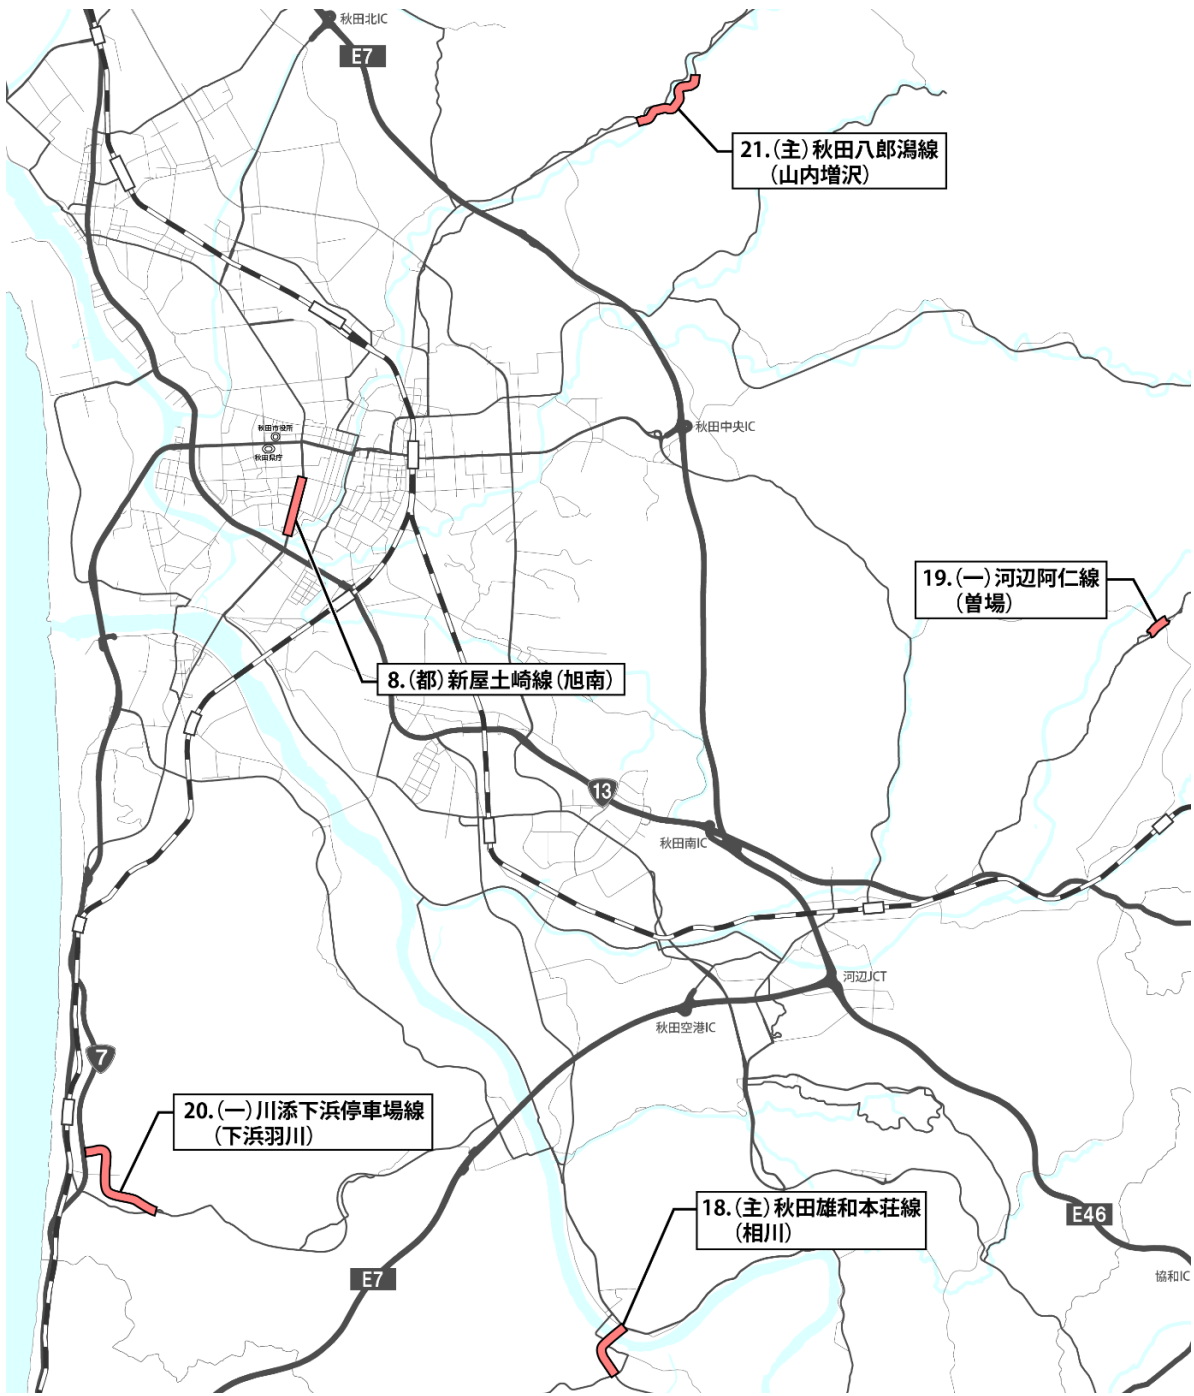 秋田北IC
E7
21.(主)秋田八郎潟線
(山内増沢)
秋田市役所
秋田県庁
秋田中央IC
19.(一)河辺阿仁線
(曽場)
8.(都)新屋土崎線(旭南)
13
秋田南IC
河辺JCT
秋田空港IC
7
20.(一)川添下浜停車場線
(下浜羽川)
18.(主)秋田雄和本荘線
(相川)
E46
E7
協和IC